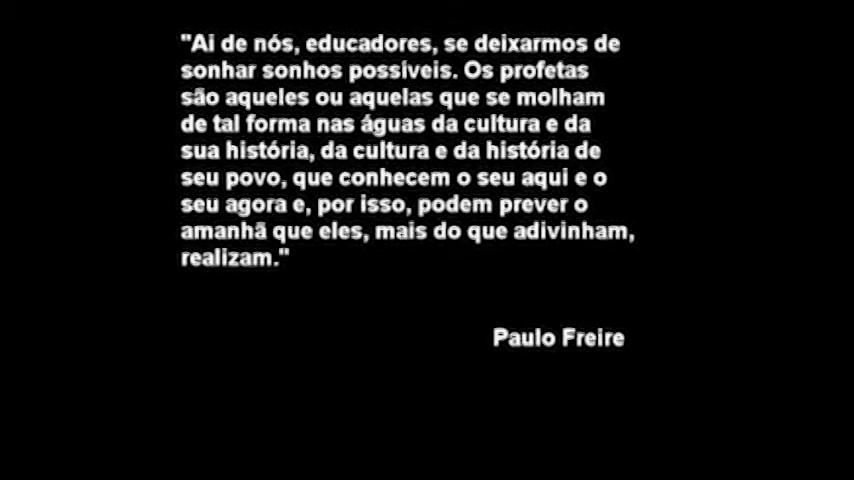 "Ai de nós, educadores, se deixarmos de
sonhar sonhos possíveis. Os profetas
são aqueles ou aquelas que se molham
de tal forma nas águas da cultura e da
sua história, da cultura e da história de
seu povo, que conhecem o seu aqui e o
seu agora e, por isso, podem prever o
amanhã que eles, mais do que adivinham,
realizam."
Paulo Freire